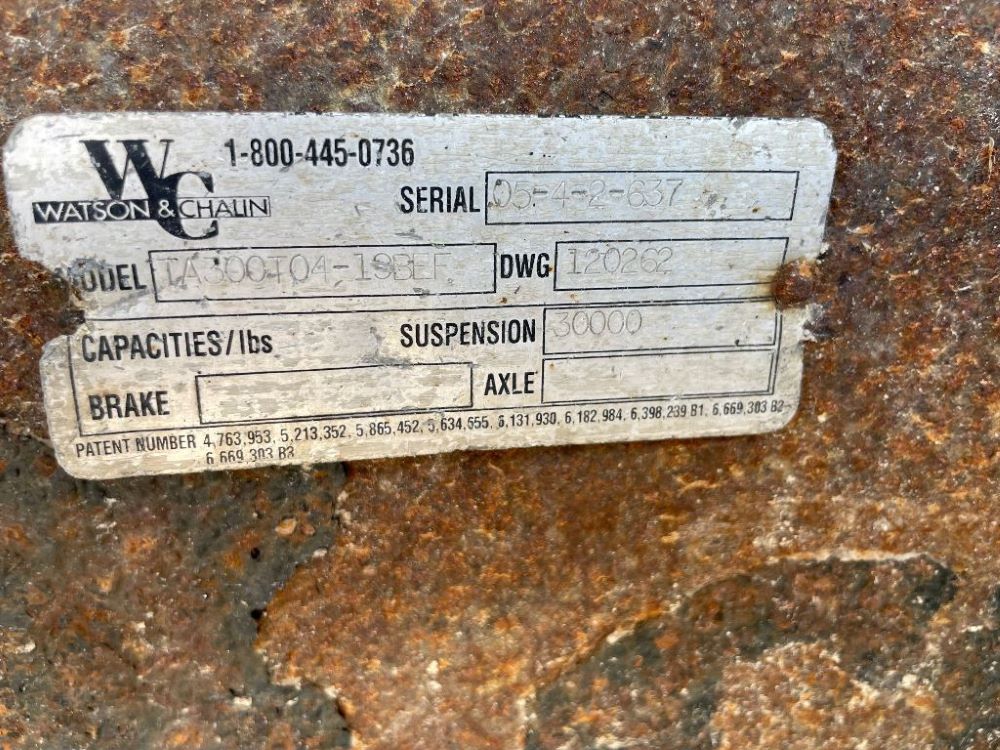 WC
WATSON & CHALIN
1-800-445-0736
SERIAL 05-4-2-637
MODEL
DWG 120262
CAPACITIES/lbs SUSPENSION 30000
BRAKE AXLE
PATENT NUMBER 4,763,953, 5,213,352, 5,865,452, 5,634,655, 6,131,930, 6,182,984, 6,398,239 B1, 6,669,303 B2
6,669,303 B3